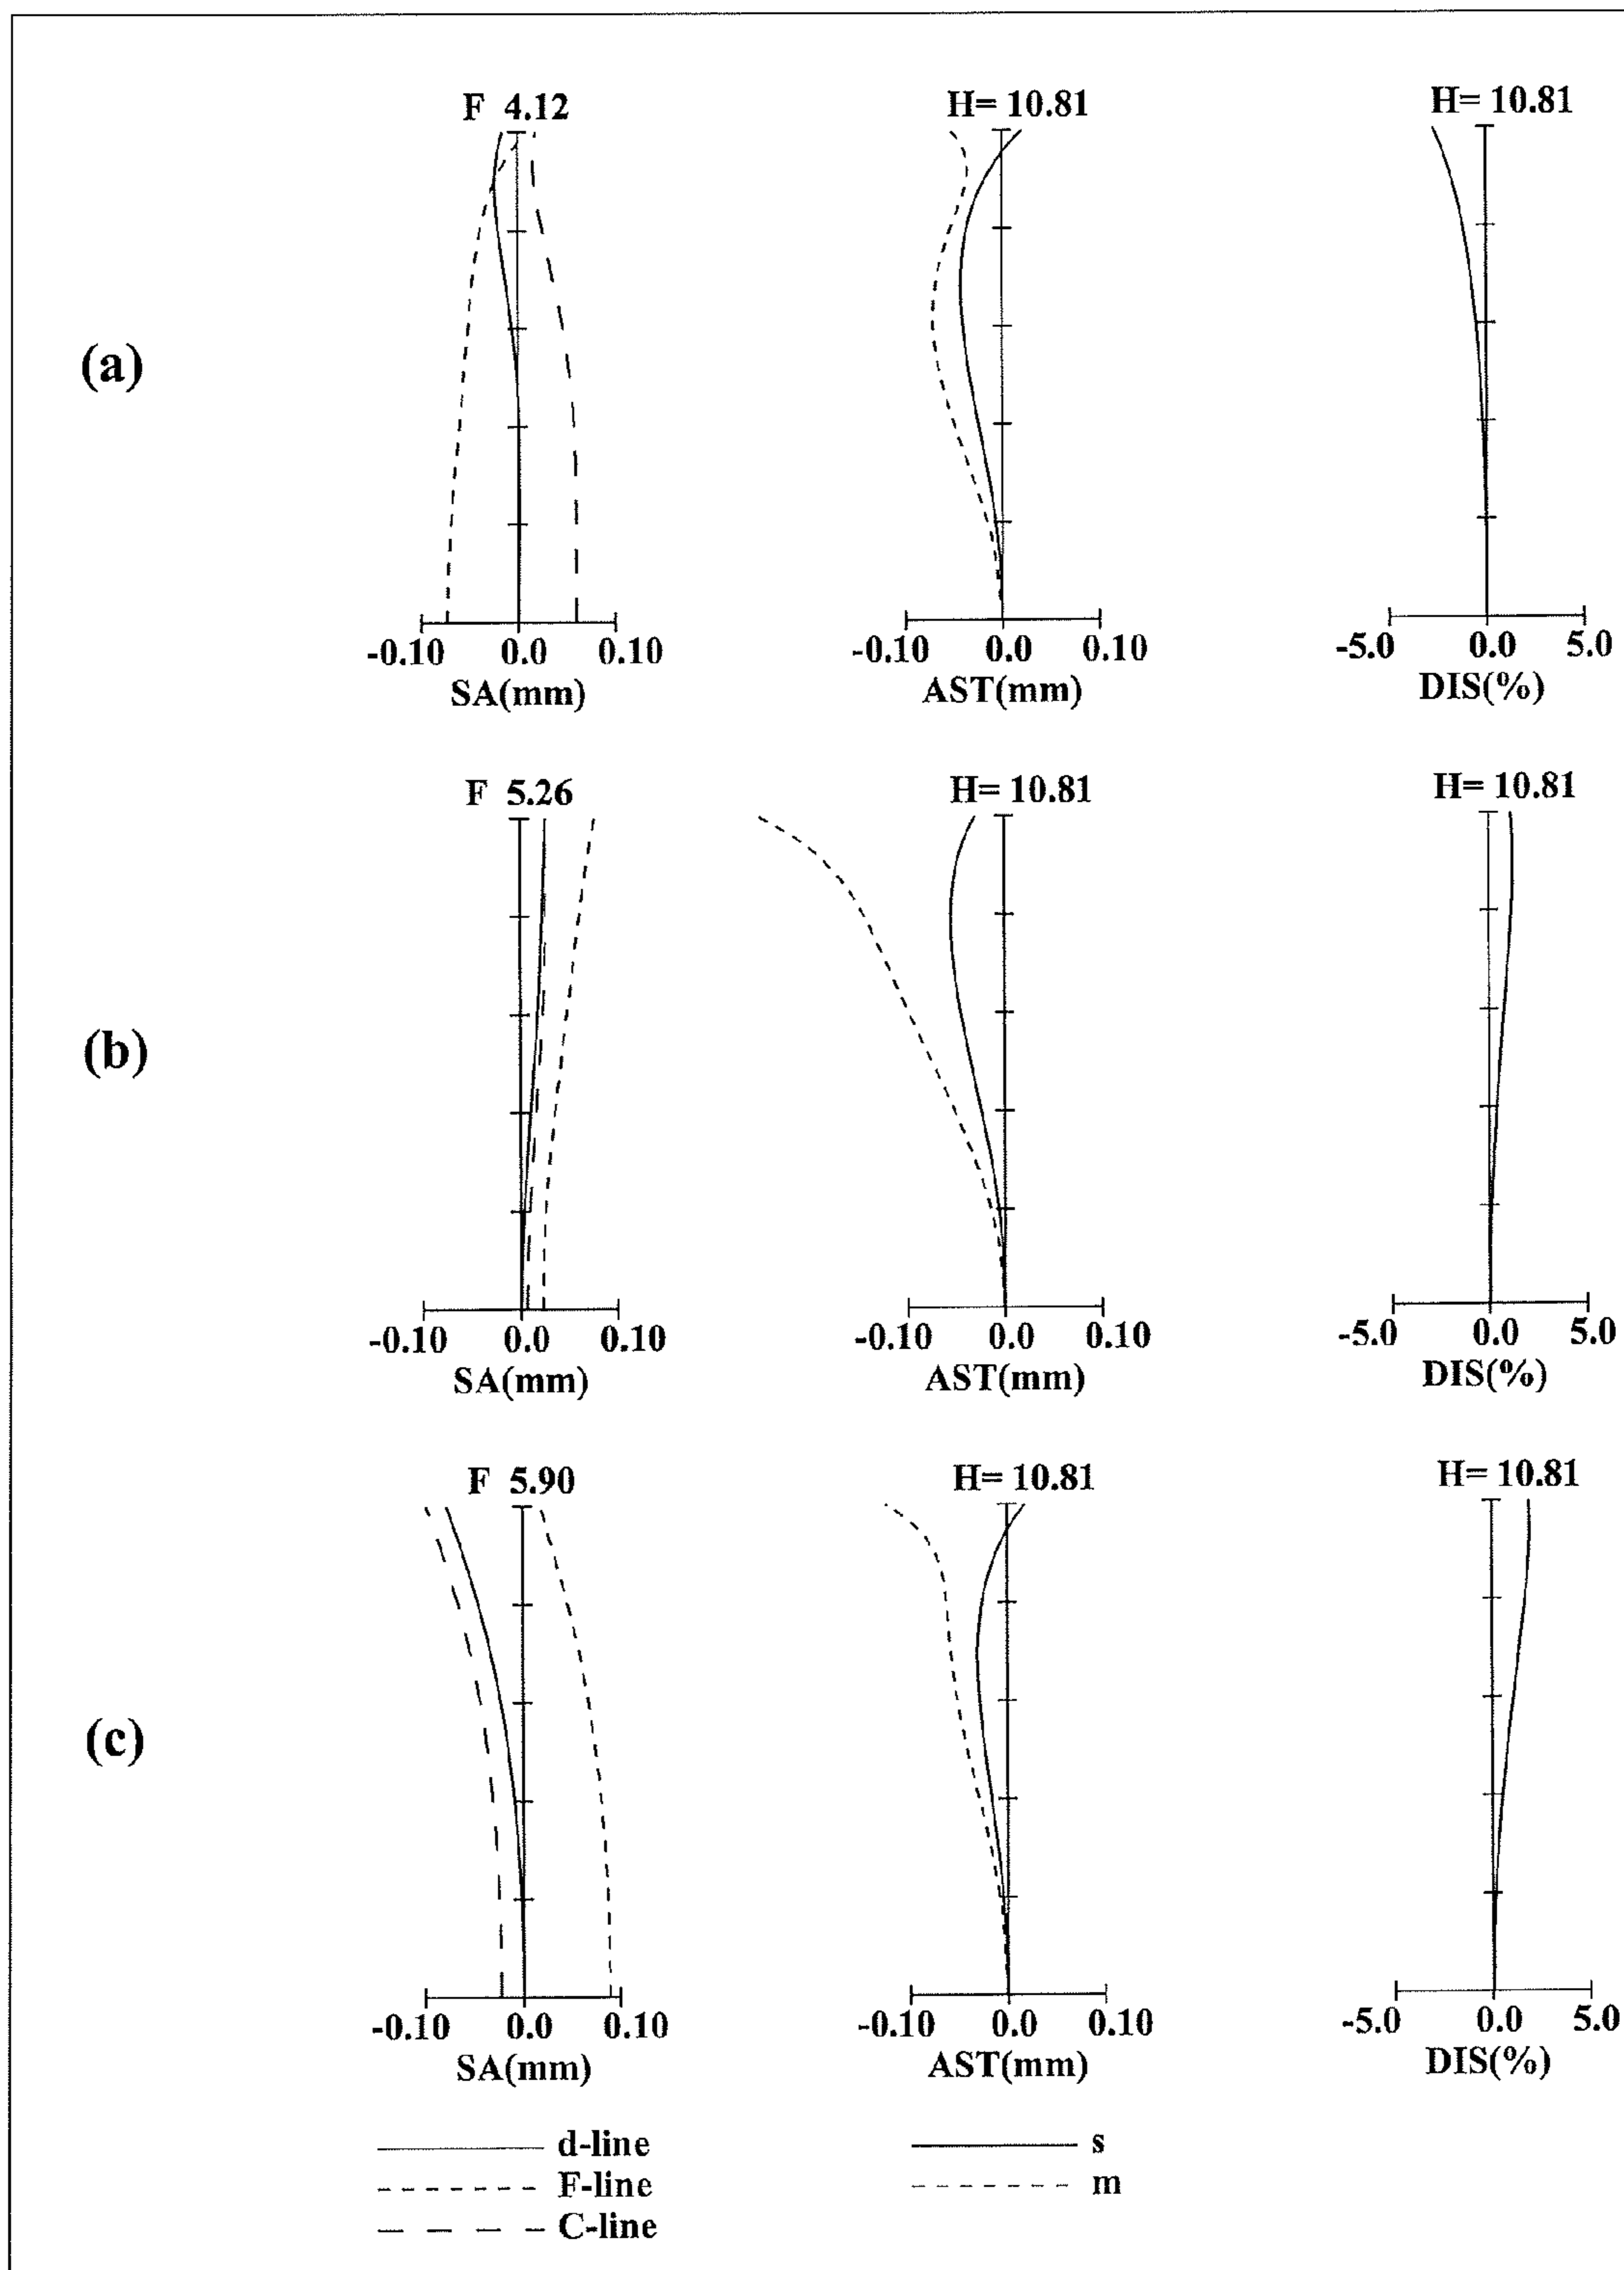 F 4.12 H= 10.81 H= 10.81
(a)
-0.10 0.0 0.10 -0.10 0.0 0.10 -5.0 0.0 5.0
SA(mm) AST(mm) DIS(%)
F 5.26 H= 10.81 H= 10.81
(b)
-0.10 0.0 0.10 -0.10 0.0 0.10 -5.0 0.0 5.0
SA(mm) AST(mm) DIS(%)
F 5.90 H= 10.81 H= 10.81
(c)
-0.10 0.0 0.10 -0.10 0.0 0.10 -5.0 0.0 5.0
SA(mm) AST(mm) DIS(%)
d-line s
F-line m
C-line